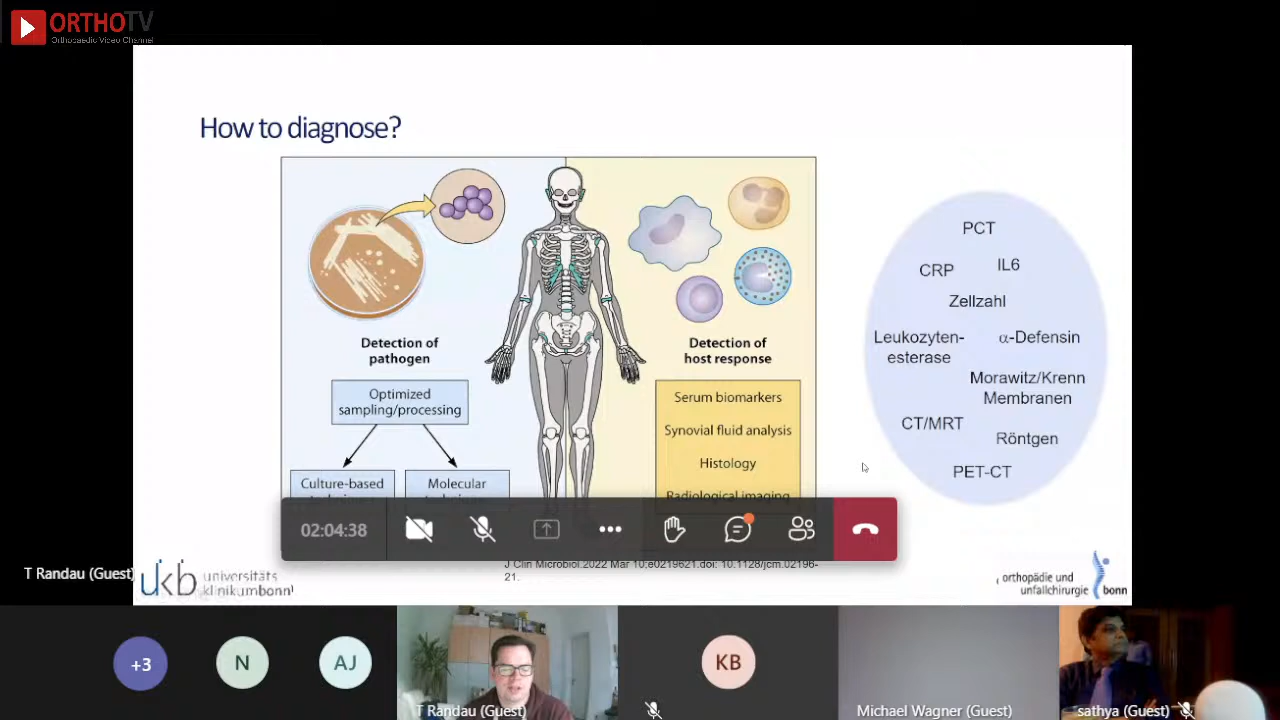 ORTHOTV
Orthopaedic Video Channel
How to diagnose?
Detection of
pathogen
Optimized
sampling/processing
Culture-based
Molecular
Detection of
host response
Serum biomarkers
Synovial fluid analysis
Histology
Radiological imaging
PCT
CRP
IL6
Zellzahl
Leukozyten-
esterase
α-Defensin
Morawitz/Krenn
Membranen
CT/MRT
Röntgen
PET-CT
02:04:38
J Clin Microbiol.2022 Mar 10;e0219621.doi: 10.1128/jcm.02196-
21.
T Randau (Guest)
ukb universitäts
klinikumbonn
orthopädie und
unfallchirurgie bonn
+3
N
AJ
T Randau (Guest)
KB
Michael Wagner (Guest)
sathya (Guest)